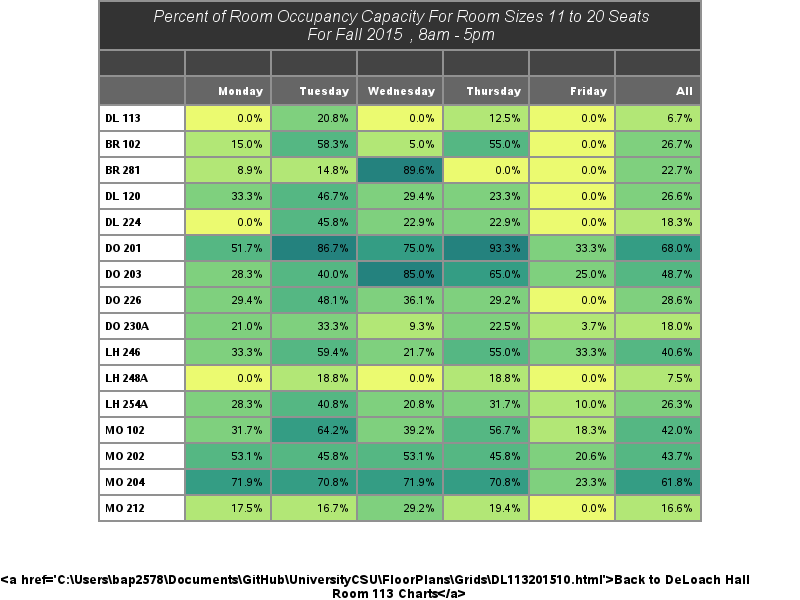 Percent of Room Occupancy Capacity For Room Sizes 11 to 20 Seats
For Fall 2015 , 8am - 5pm
Monday Tuesday Wednesday Thursday Friday All
DL 113 0.0% 20.8% 0.0% 12.5% 0.0% 6.7%
BR 102 15.0% 58.3% 5.0% 55.0% 0.0% 26.7%
BR 281 8.9% 14.8% 89.6% 0.0% 0.0% 22.7%
DL 120 33.3% 46.7% 29.4% 23.3% 0.0% 26.6%
DL 224 0.0% 45.8% 22.9% 22.9% 0.0% 18.3%
DO 201 51.7% 86.7% 75.0% 93.3% 33.3% 68.0%
DO 203 28.3% 40.0% 85.0% 65.0% 25.0% 48.7%
DO 226 29.4% 48.1% 36.1% 29.2% 0.0% 28.6%
DO 230A 21.0% 33.3% 9.3% 22.5% 3.7% 18.0%
LH 246 33.3% 59.4% 21.7% 55.0% 33.3% 40.6%
LH 248A 0.0% 18.8% 0.0% 18.8% 0.0% 7.5%
LH 254A 28.3% 40.8% 20.8% 31.7% 10.0% 26.3%
MO 102 31.7% 64.2% 39.2% 56.7% 18.3% 42.0%
MO 202 53.1% 45.8% 53.1% 45.8% 20.6% 43.7%
MO 204 71.9% 70.8% 71.9% 70.8% 23.3% 61.8%
MO 212 17.5% 16.7% 29.2% 19.4% 0.0% 16.6%
<a href='C:\Users\bap2578\Documents\GitHub\UniversityCSU\FloorPlans\Grids\DL113201510.html'>Back to DeLoach Hall
Room 113 Charts</a>